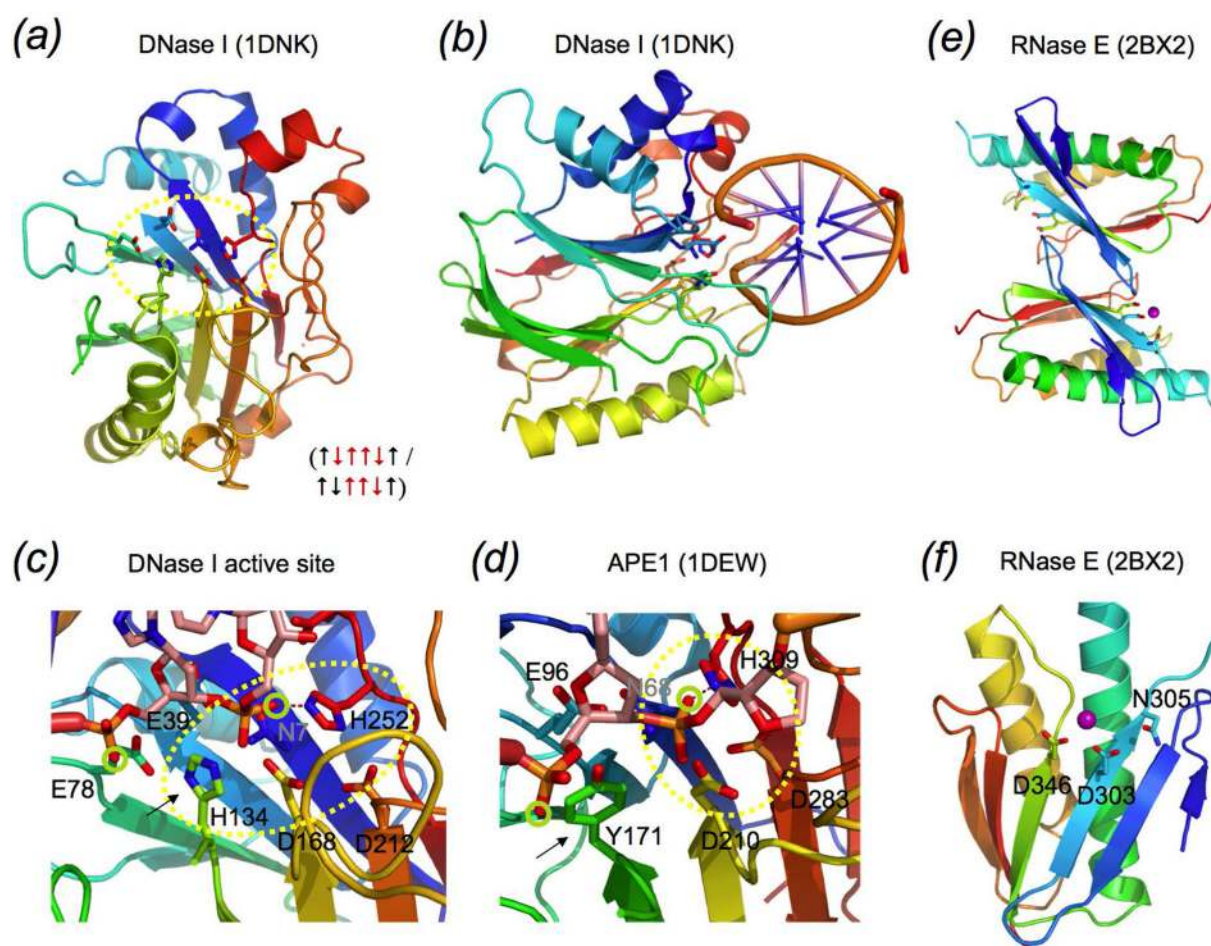 (a)
DNase I (1DNK)
(b)
DNase I (1DNK)
(e)
RNase E (2BX2)
(↑↓↑↑↓↑ /
↑↓↑↑↓↑)
(c)
DNase I active site
(d)
APE1 (1DEW)
(f)
RNase E (2BX2)
E39
N7
H252
E78
H134
D168
D212
E96
N68
H309
D283
Y171
D210
N305
D346
D303